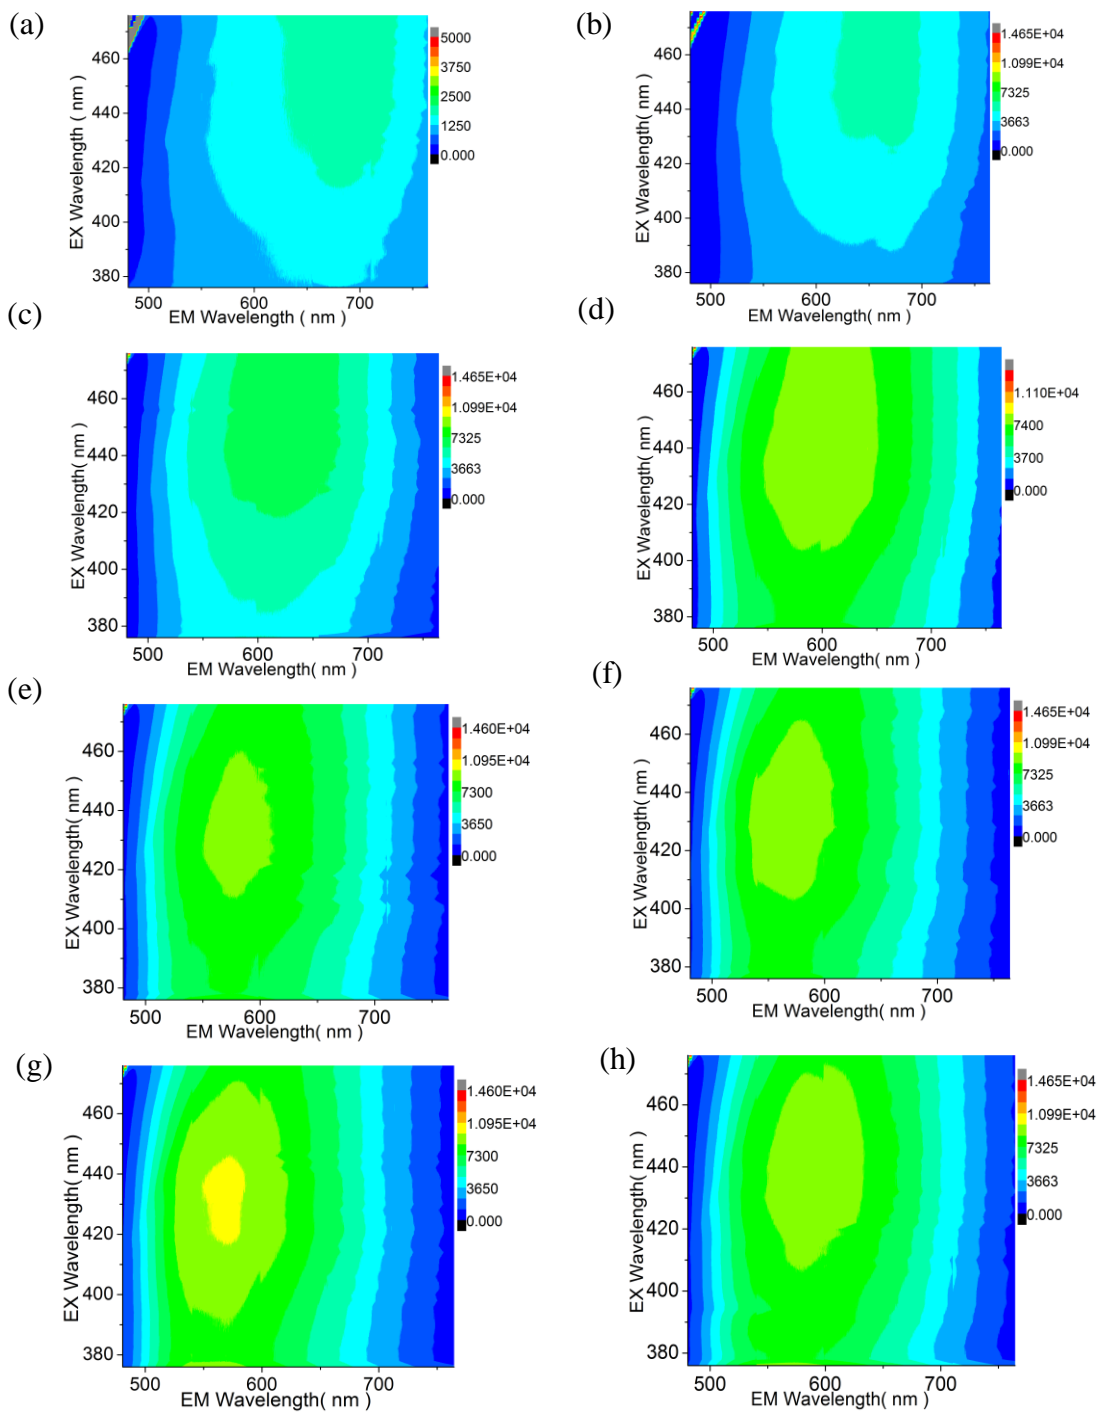 (a)
EX Wavelength ( nm )
460
440
420
400
380
500
600
700
EM Wavelength ( nm )
5000
3750
2500
1250
0.000
(b)
EX Wavelength( nm )
460
440
420
400
380
500
600
700
EM Wavelength( nm )
1.465E+04
1.099E+04
7325
3663
0.000
(c)
EX Wavelength( nm )
460
440
420
400
380
500
600
700
EM Wavelength( nm )
1.465E+04
1.099E+04
7325
3663
0.000
(d)
EX Wavelength( nm )
460
440
420
400
380
500
600
700
EM Wavelength( nm )
1.110E+04
7400
3700
0.000
(e)
EX Wavelength( nm )
460
440
420
400
380
500
600
700
EM Wavelength( nm )
1.460E+04
1.095E+04
7300
3650
0.000
(f)
EX Wavelength( nm )
460
440
420
400
380
500
600
700
EM Wavelength( nm )
1.465E+04
1.099E+04
7325
3663
0.000
(g)
EX Wavelength( nm )
460
440
420
400
380
500
600
700
EM Wavelength( nm )
1.460E+04
1.095E+04
7300
3650
0.000
(h)
EX Wavelength( nm )
460
440
420
400
380
500
600
700
EM Wavelength( nm )
1.465E+04
1.099E+04
7325
3663
0.000